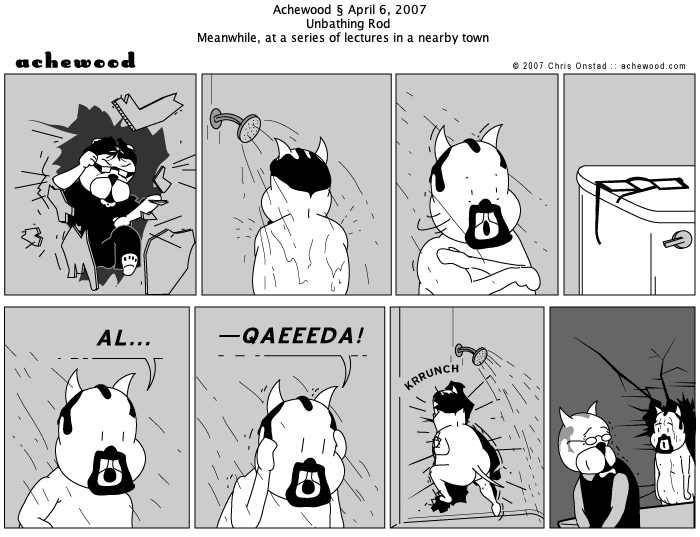 Achewood § April 6, 2007
Unbathing Rod
Meanwhile, at a series of lectures in a nearby town
achewood
© 2007 Chris Onstad :: achewood.com
AL...
—QAEEEDA!
KRRUNCH